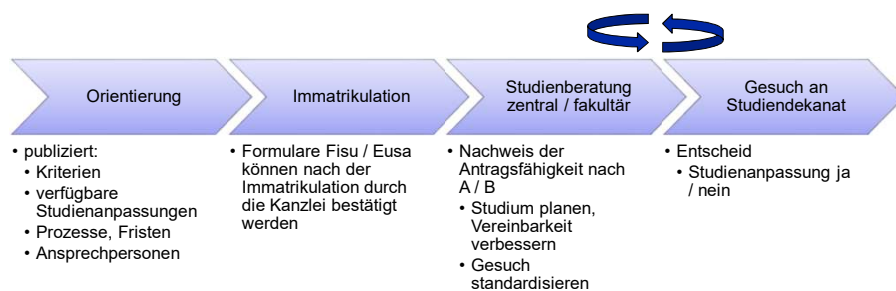 Orientierung
Immatrikulation
Studienberatung
zentral / fakultär
Gesuch an
Studiendekanat
• publiziert:
• Kriterien
• verfügbare
Studienanpassungen
• Prozesse, Fristen
• Ansprechpersonen
• Formulare Fisu / Eusa
können nach der
Immatrikulation durch
die Kanzlei bestätigt
werden
• Nachweis der
Antragsfähigkeit nach
A / B
• Studium planen,
Vereinbarkeit
verbessern
• Gesuch
standardisieren
• Entscheid
• Studienanpassung ja
/ nein